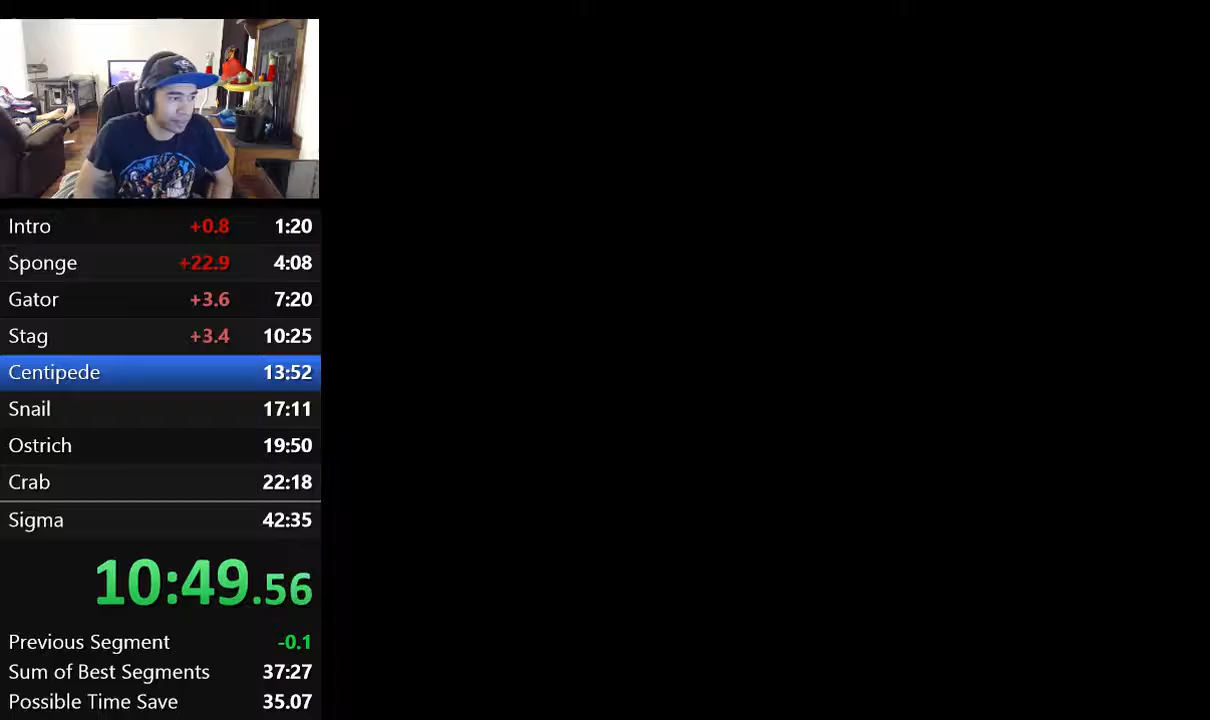 Intro +0.8 1:20
Sponge +22.9 4:08
Gator +3.6 7:20
Stag +3.4 10:25
Centipede 13:52
Snail 17:11
Ostrich 19:50
Crab 22:18
Sigma 42:35
10:49.56
Previous Segment -0.1
Sum of Best Segments 37:27
Possible Time Save 35.07